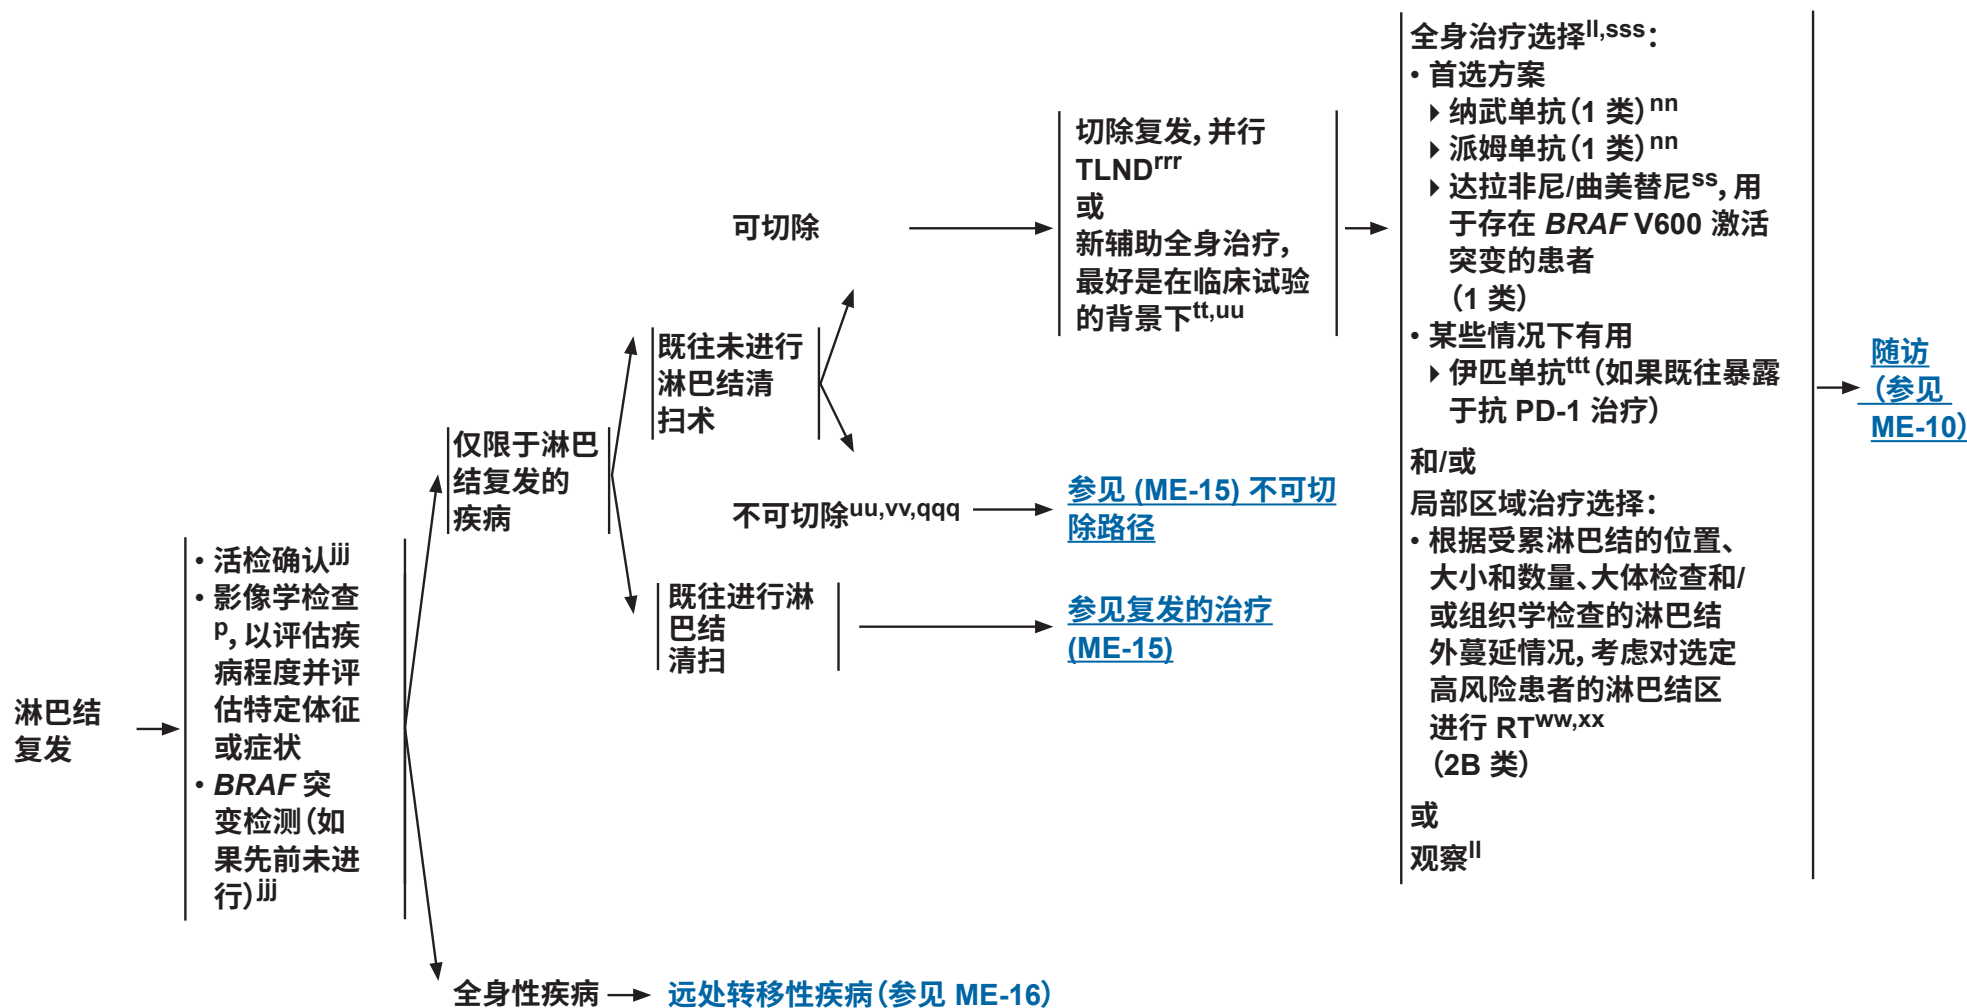 淋巴结
复发
• 活检确认jjj
• 影像学检查
p, 以评估疾
病程度并评
估特定体征
或症状
• BRAF 突
变检测（如
果先前未进
行）jjj
仅限于淋巴
结复发的
疾病
既往未进行
淋巴结清
扫术
可切除
切除复发，并行
TLNDrrr
或
新辅助全身治疗，
最好是在临床试验
的背景下tt,uu
全身治疗选择ll,sss：
• 首选方案
纳武单抗（1 类）nn
派姆单抗（1 类）nn
达拉非尼/曲美替尼ss，用
于存在 BRAF V600 激活
突变的患者
（1 类）
• 某些情况下有用
伊匹单抗ttt（如果既往暴露
于抗 PD-1 治疗）
和/或
局部区域治疗选择：
• 根据受累淋巴结的位置、
大小和数量、大体检查和/
或组织学检查的淋巴结
外蔓延情况，考虑对选定
高风险患者的淋巴结区
进行 RTww,xx
（2B 类）
或
观察ll
随访
（参见
ME-10）
不可切除uu,vv,qqq
参见 (ME-15) 不可切
除路径
既往进行淋
巴结
清扫
参见复发的治疗
(ME-15)
全身性疾病
远处转移性疾病（参见 ME-16）